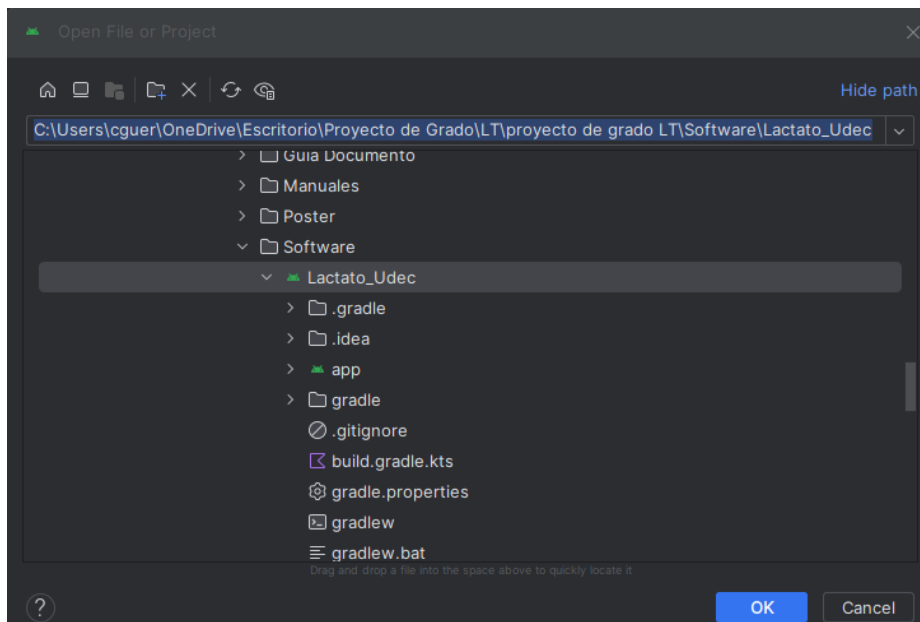 Open File or Project
Hide path
C:\Users\cguer\OneDrive\Escritorio\Proyecto de Grado\LT\proyecto de grado LT\Software\Lactato_Udec
Guia Documento
Manuales
Poster
Software
Lactato_Udec
.gradle
.idea
app
gradle
.gitignore
build.gradle.kts
gradle.properties
gradlew
gradlew.bat
Drag and drop a file into the space above to quickly locate it
?
OK
Cancel